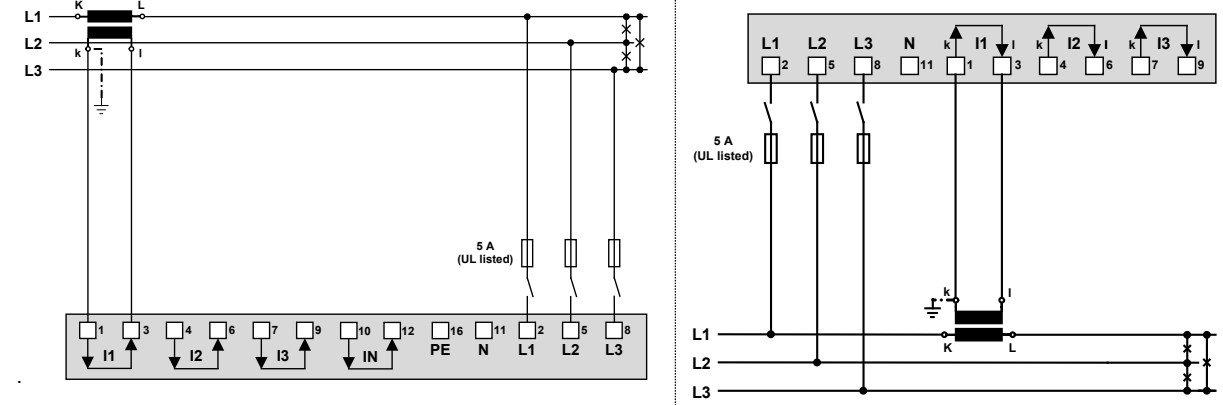 K L
L1
L2
k l
L3
5 A
(UL listed)
1 3 4 6 7 9 10 12 16 11 2 5 8
I1 I2 I3 IN PE N L1 L2 L3
.
k I1 l k I2 l k I3 l
L1 L2 L3 N
2 5 8 11 1 3 4 6 7 9
5 A
(UL listed)
k l
L1
K L
L2
L3